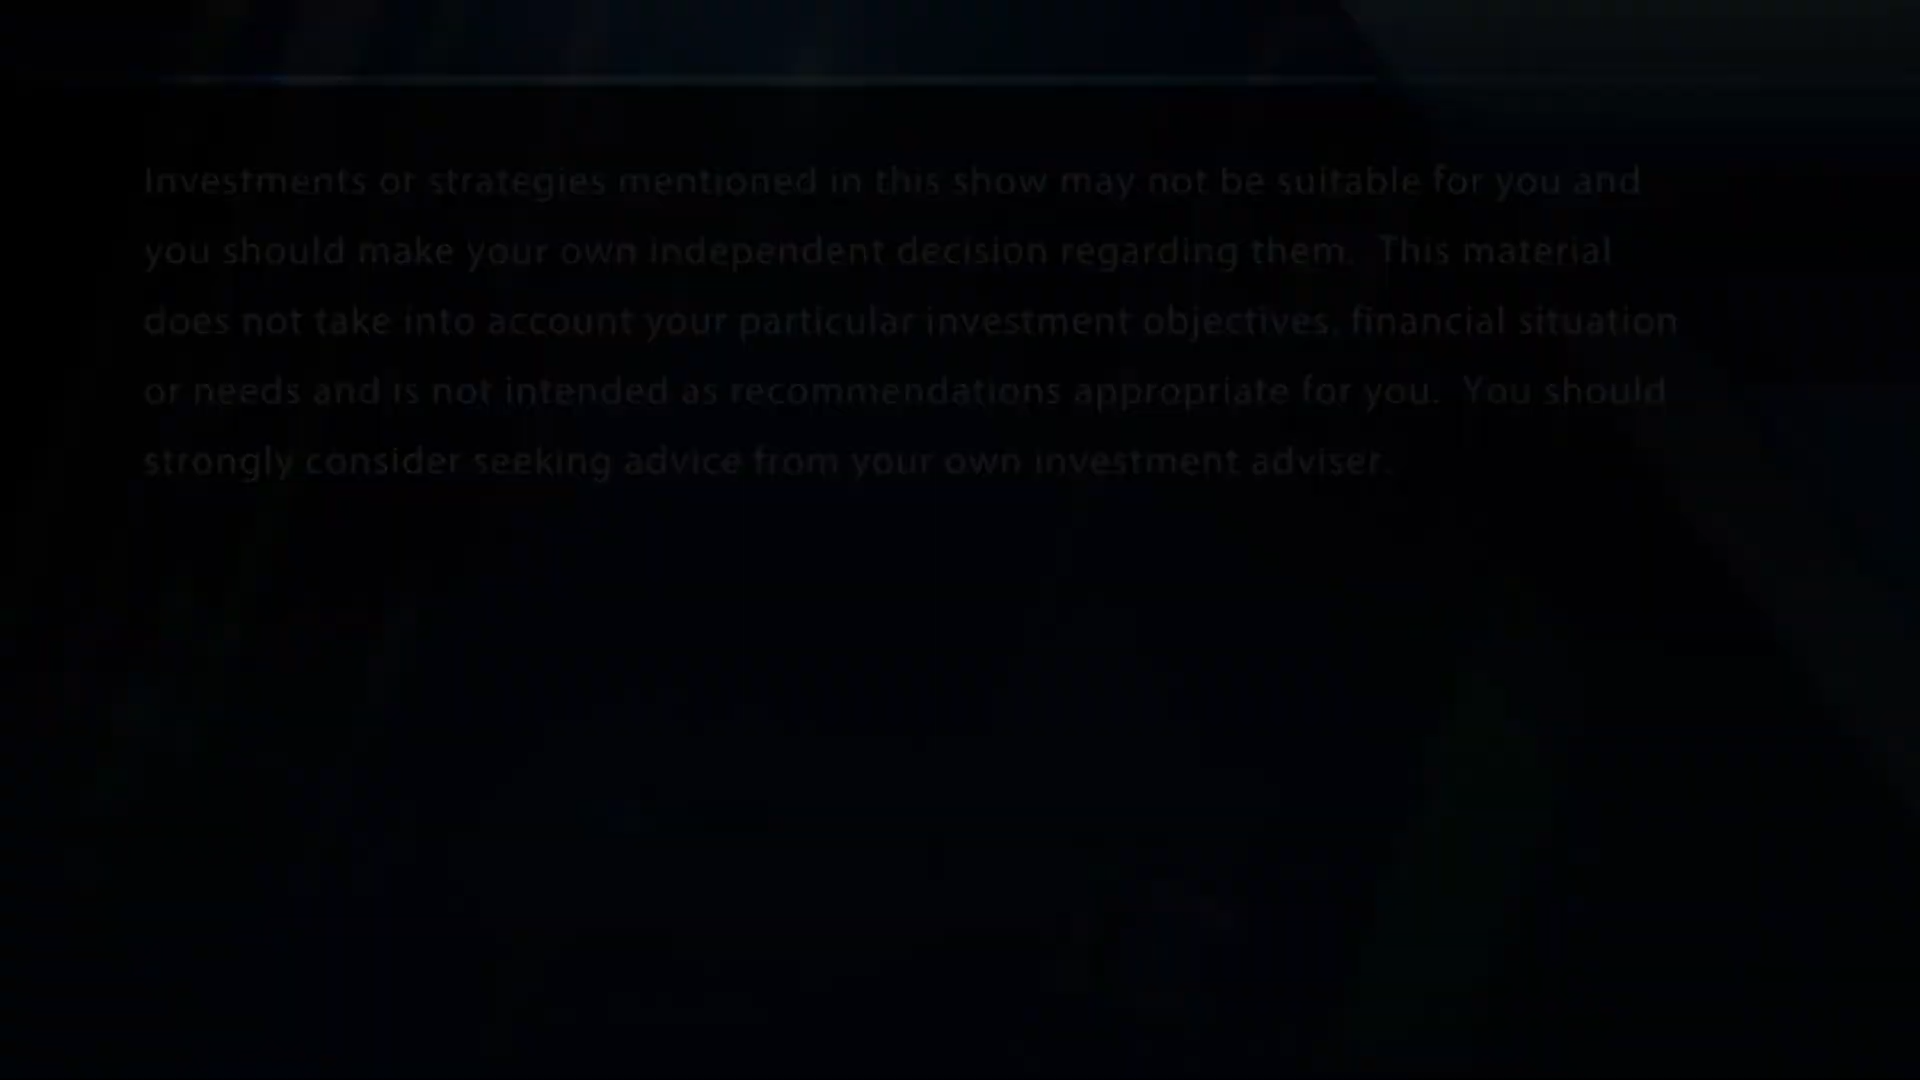 Investments or strategies mentioned in this show may not be suitable for you and
you should make your own independent decision regarding them.  This material
does not take into account your particular investment objectives, financial situation
or needs and is not intended as recommendations appropriate for you.  You should
strongly consider seeking advice from your own investment adviser.